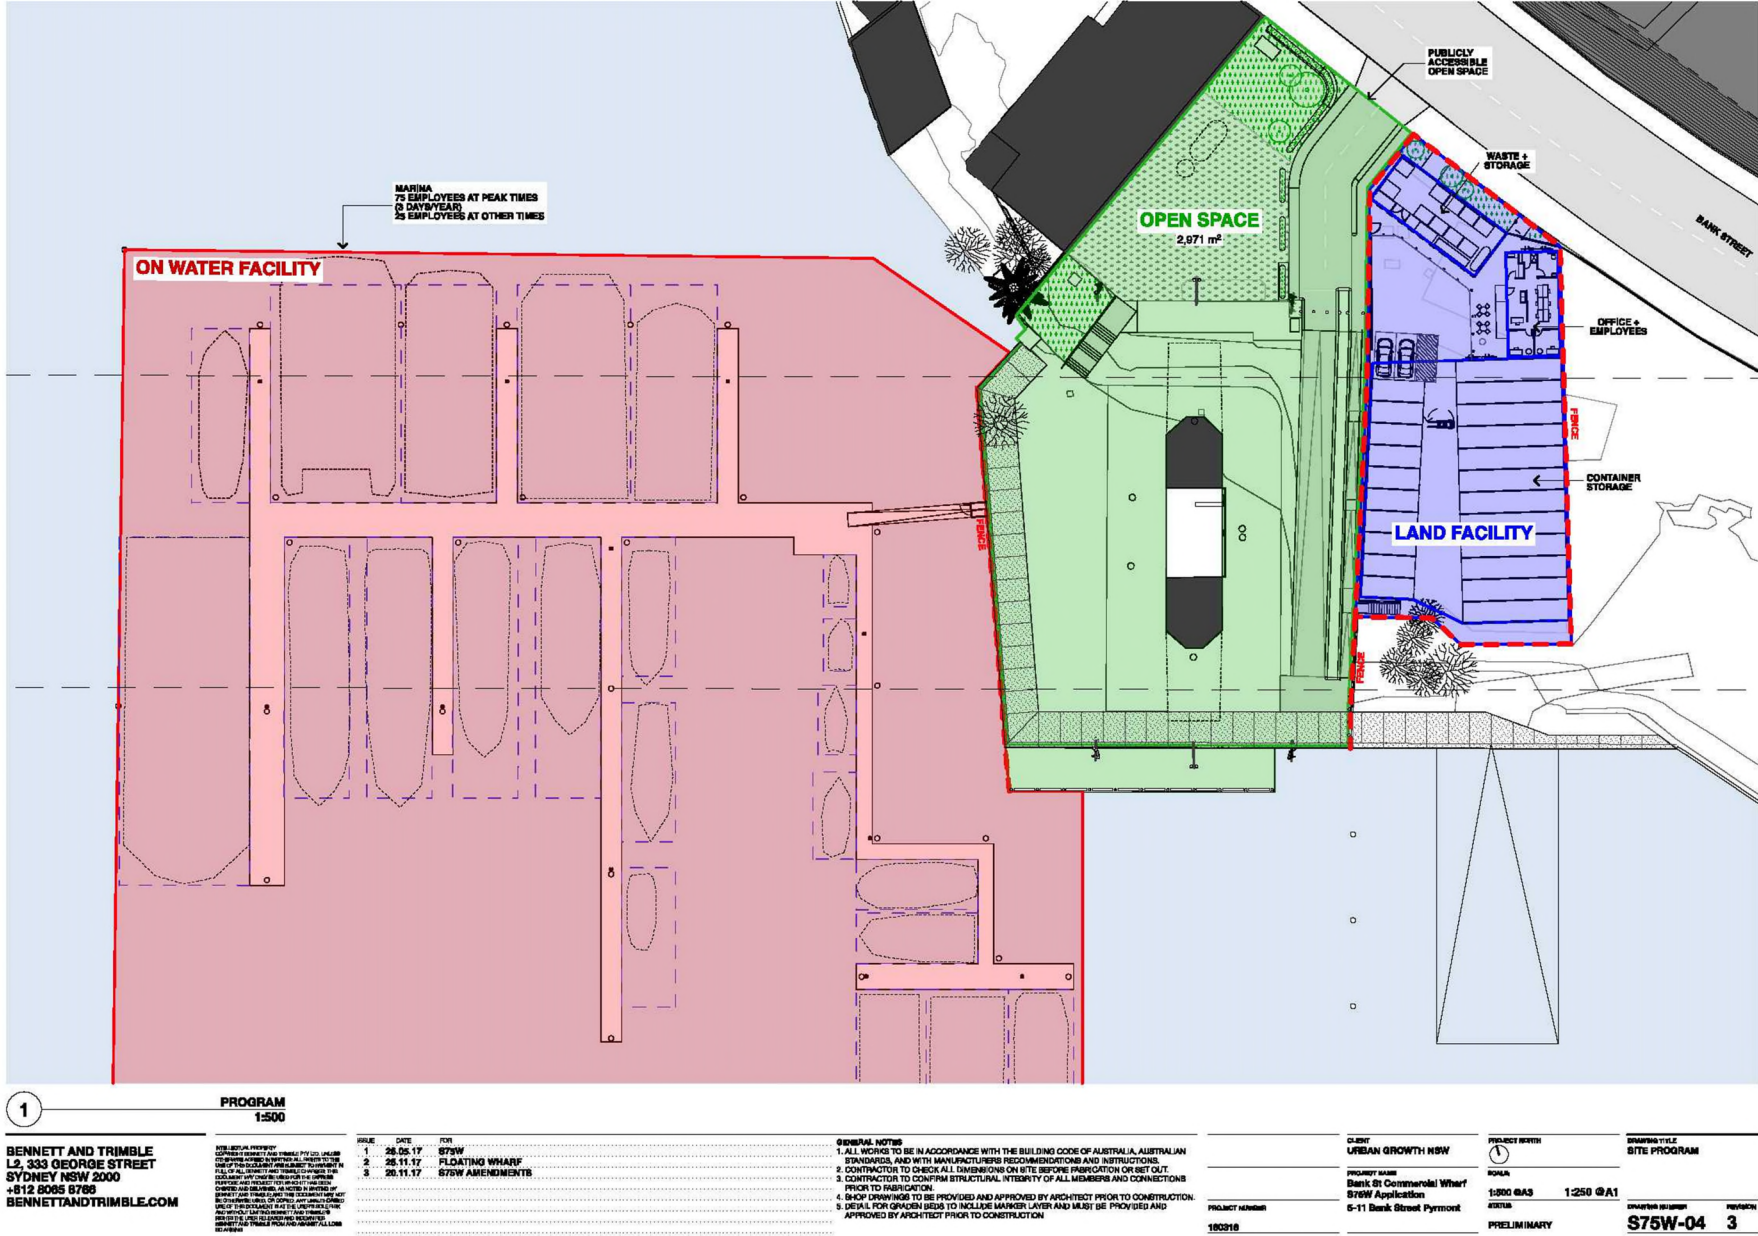 PUBLICLY
ACCESSIBLE
OPEN SPACE
WASTE +
STORAGE
MARINA
75 EMPLOYEES AT PEAK TIMES
(3 DAYS/YEAR)
25 EMPLOYEES AT OTHER TIMES
OPEN SPACE
2,971 m²
BANK STREET
ON WATER FACILITY
OFFICE +
EMPLOYEES
FENCE
CONTAINER
STORAGE
FENCE
LAND FACILITY
FENCE
1
PROGRAM
1:500
BENNETT AND TRIMBLE
L2, 333 GEORGE STREET
SYDNEY NSW 2000
+612 8065 8766
BENNETTANDTRIMBLE.COM
INTELLECTUAL PROPERTY
ISSUE DATE FOR
1 26.05.17 S75W
2 25.11.17 FLOATING WHARF
3 20.11.17 S75W AMENDMENTS
GENERAL NOTES
1. ALL WORKS TO BE IN ACCORDANCE WITH THE BUILDING CODE OF AUSTRALIA, AUSTRALIAN
STANDARDS, AND WITH MANUFACTURERS RECOMMENDATIONS AND INSTRUCTIONS.
2. CONTRACTOR TO CHECK ALL DIMENSIONS ON SITE BEFORE FABRICATION OR SET OUT.
3. CONTRACTOR TO CONFIRM STRUCTURAL INTEGRITY OF ALL MEMBERS AND CONNECTIONS
PRIOR TO FABRICATION.
4. SHOP DRAWINGS TO BE PROVIDED AND APPROVED BY ARCHITECT PRIOR TO CONSTRUCTION.
5. DETAIL FOR GRADEN BEDS TO INCLUDE MARKER LAYER AND MUST BE PROVIDED AND
APPROVED BY ARCHITECT PRIOR TO CONSTRUCTION
PROJECT NUMBER
160316
CLIENT
URBAN GROWTH NSW
PROJECT NAME
Bank St Commercial Wharf
S75W Application
5-11 Bank Street Pyrmont
PROJECT NORTH
SCALE
1:500 @A3 1:250 @A1
STATUS
PRELIMINARY
DRAWING TITLE
SITE PROGRAM
DRAWING NUMBER REVISION
S75W-04 3